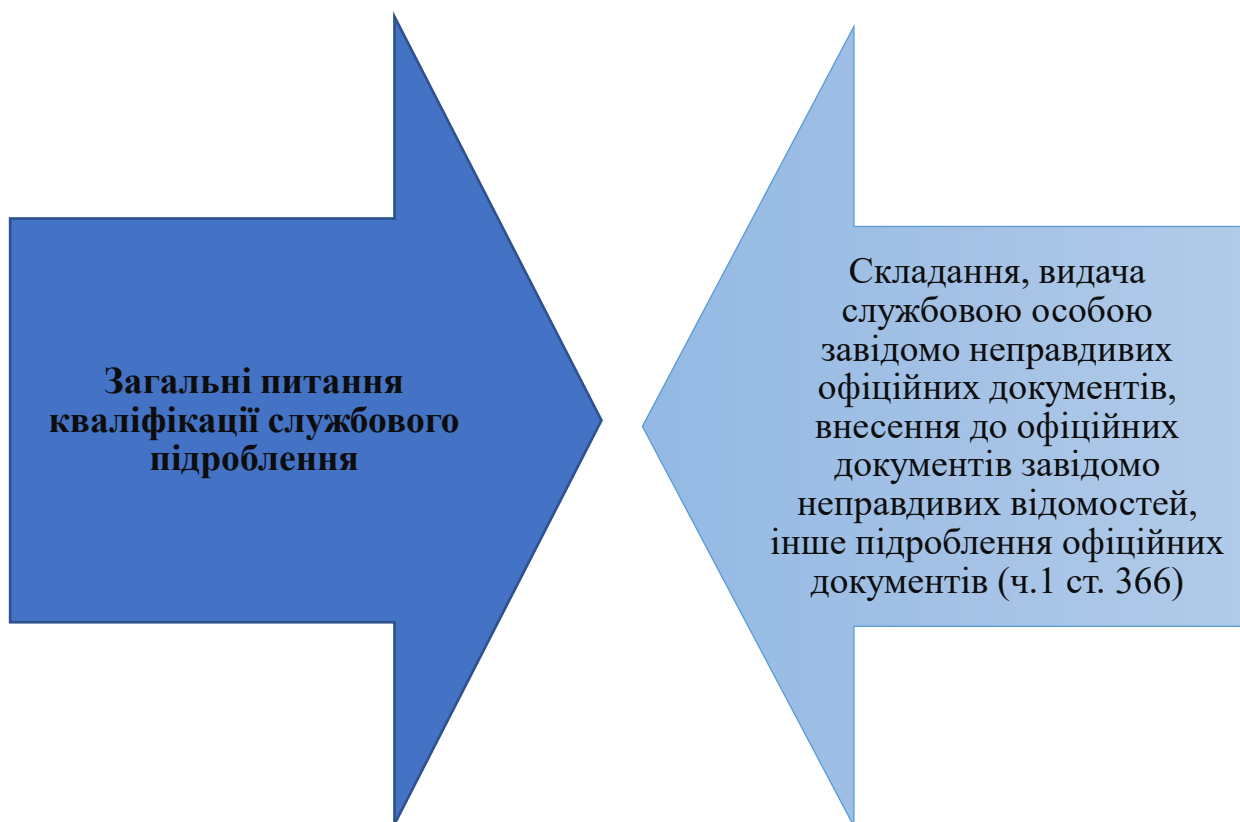 Загальні питання
кваліфікації службового
підроблення
Складання, видача
службовою особою
завідомо неправдивих
офіційних документів,
внесення до офіційних
документів завідомо
неправдивих відомостей,
інше підроблення офіційних
документів (ч.1 ст. 366)